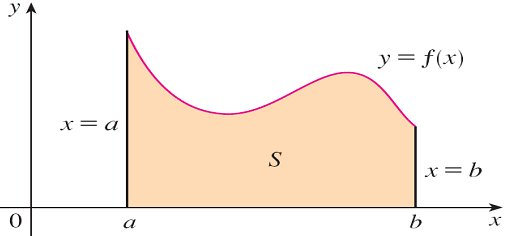 y
y = f(x)
x = a
S
x = b
0
a
b
x